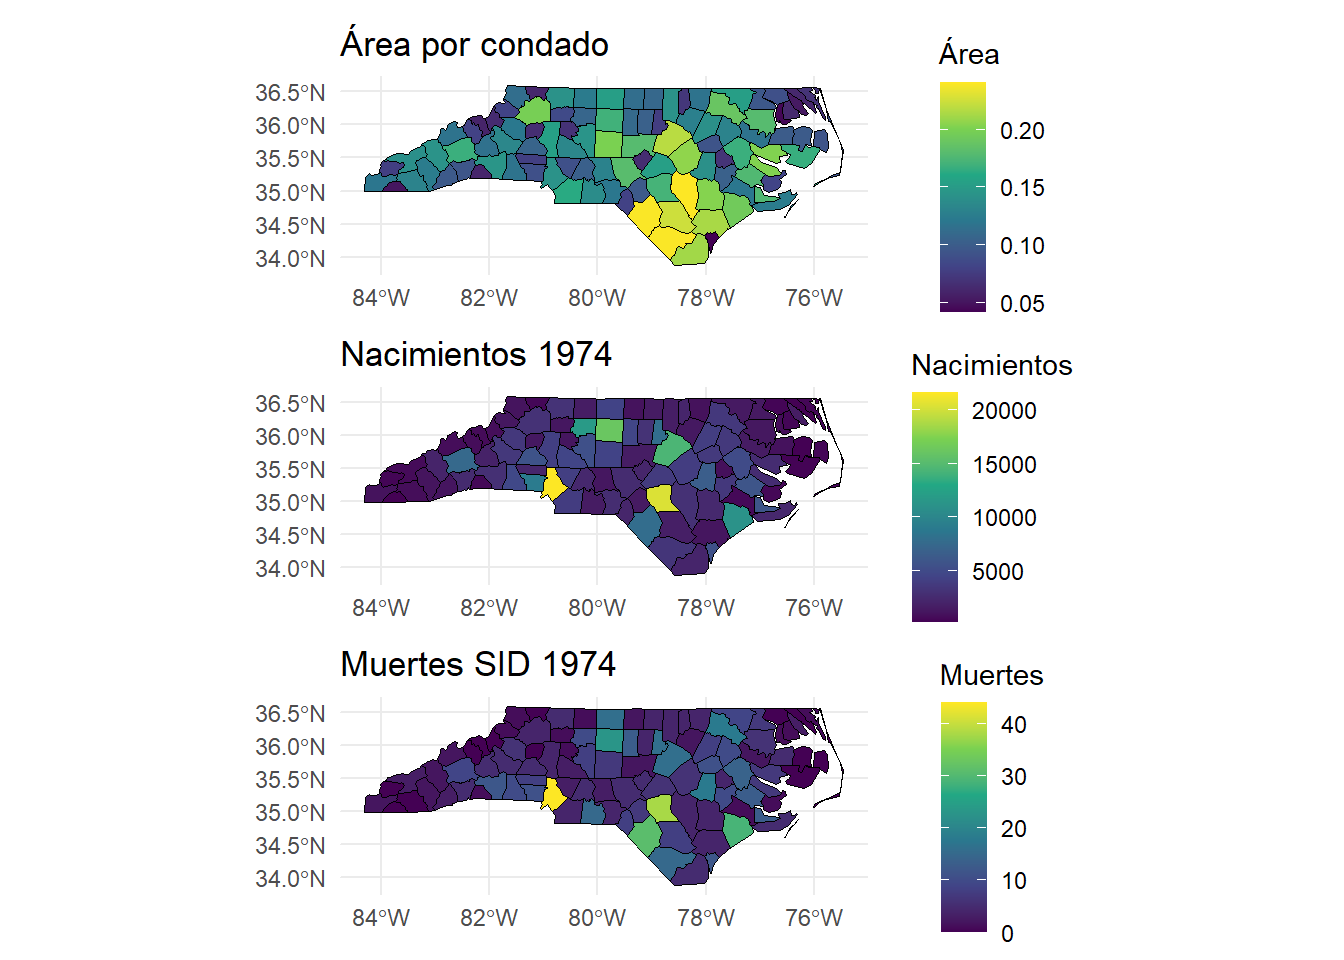 Área por condado
Área
36.5°N
36.0°N
35.5°N
35.0°N
34.5°N
34.0°N
84°W 82°W 80°W 78°W 76°W
0.20
0.15
0.10
0.05
Nacimientos 1974
Nacimientos
36.5°N
36.0°N
35.5°N
35.0°N
34.5°N
34.0°N
84°W 82°W 80°W 78°W 76°W
20000
15000
10000
5000
Muertes SID 1974
Muertes
36.5°N
36.0°N
35.5°N
35.0°N
34.5°N
34.0°N
84°W 82°W 80°W 78°W 76°W
40
30
20
10
0